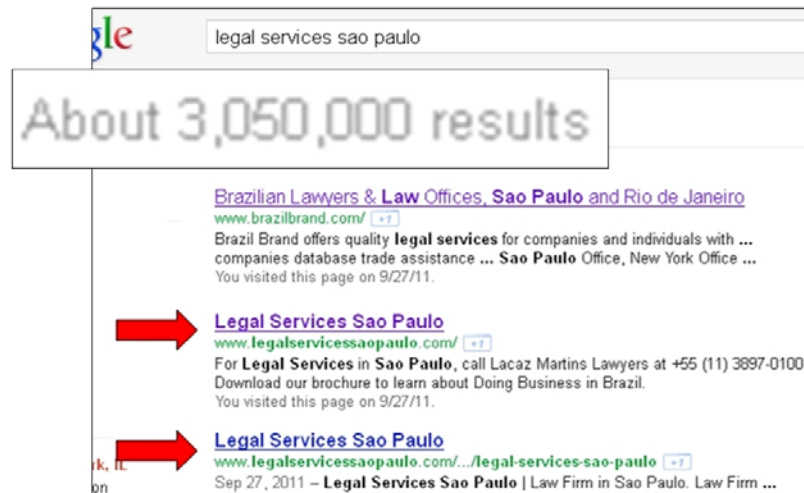 gle
legal services sao paulo
About 3,050,000 results
Brazilian Lawyers & Law Offices, Sao Paulo and Rio de Janeiro
www.brazilbrand.com/ +1
Brazil Brand offers quality legal services for companies and individuals with ...
companies database trade assistance ... Sao Paulo Office, New York Office ...
You visited this page on 9/27/11.
Legal Services Sao Paulo
www.legalservicessaopaulo.com/ +1
For Legal Services in Sao Paulo, call Lacaz Martins Lawyers at +55 (11) 3897-0100
Download our brochure to learn about Doing Business in Brazil.
You visited this page on 9/27/11.
Legal Services Sao Paulo
www.legalservicessaopaulo.com/.../legal-services-sao-paulo +1
rk, IL
on
Sep 27, 2011 – Legal Services Sao Paulo | Law Firm in Sao Paulo. Law Firm ...